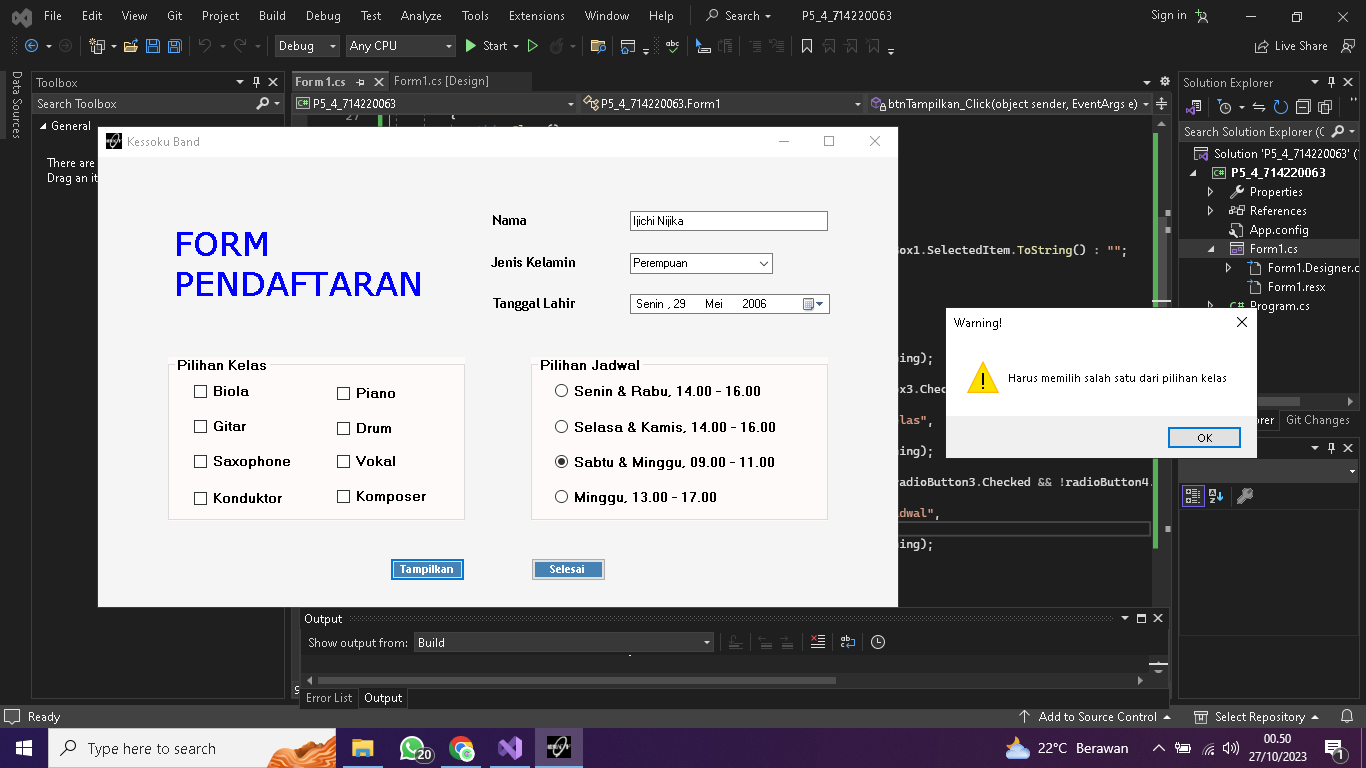 File Edit View Git Project Build Debug Test Analyze Tools Extensions Window Help Search P5_4_714220063 Sign in
Debug Any CPU Start Live Share
Data Sources
Toolbox
Search Toolbox
General
There are
Drag an it
Form1.cs Form1.cs [Design]
P5_4_714220063 P5_4_714220063.Form1 btnTampilkan_Click(object sender, EventArgs e)
27 {
Kessoku Band
FORM
PENDAFTARAN
Nama Ijichi Nijika
Jenis Kelamin Perempuan
Tanggal Lahir Senin , 29 Mei 2006
Pilihan Kelas
Biola Piano
Gitar Drum
Saxophone Vokal
Konduktor Komposer
Pilihan Jadwal
Senin & Rabu, 14.00 - 16.00
Selasa & Kamis, 14.00 - 16.00
Sabtu & Minggu, 09.00 - 11.00
Minggu, 13.00 - 17.00
Tampilkan Selesai
ox1.SelectedItem.ToString() : "";
ing);
ox3.Check
las",
ing);
radioButton3.Checked && !radioButton4.
adwal",
ing);
Warning!
Harus memilih salah satu dari pilihan kelas
OK
Solution Explorer
Search Solution Explorer (C
Solution 'P5_4_714220063' (
P5_4_714220063
Properties
References
App.config
Form1.cs
Form1.Designer.c
Form1.resx
Program.cs
orer Git Changes
Output
Show output from: Build
Error List Output
Ready Add to Source Control Select Repository
Type here to search 20 22°C Berawan 00.50
27/10/2023 1